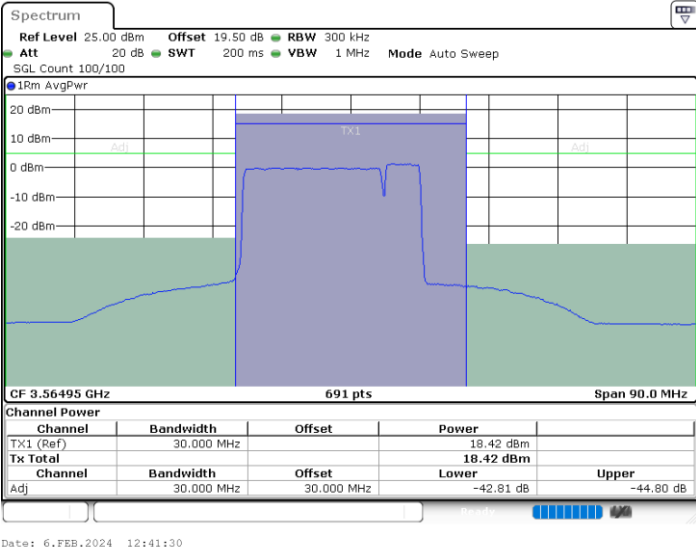 Spectrum
Ref Level 25.00 dBm Offset 19.50 dB RBW 300 kHz
Att 20 dB SWT 200 ms VBW 1 MHz Mode Auto Sweep
SGL Count 100/100
1Rm AvgPwr
20 dBm
TX1
10 dBm
Adj Adj
0 dBm
-10 dBm
-20 dBm
CF 3.56495 GHz 691 pts Span 90.0 MHz
Channel Power
Channel Bandwidth Offset Power
TX1 (Ref) 30.000 MHz 18.42 dBm
Tx Total 18.42 dBm
Channel Bandwidth Offset Lower Upper
Adj 30.000 MHz 30.000 MHz -42.81 dB -44.80 dB
Ready
Date: 6.FEB.2024 12:41:30